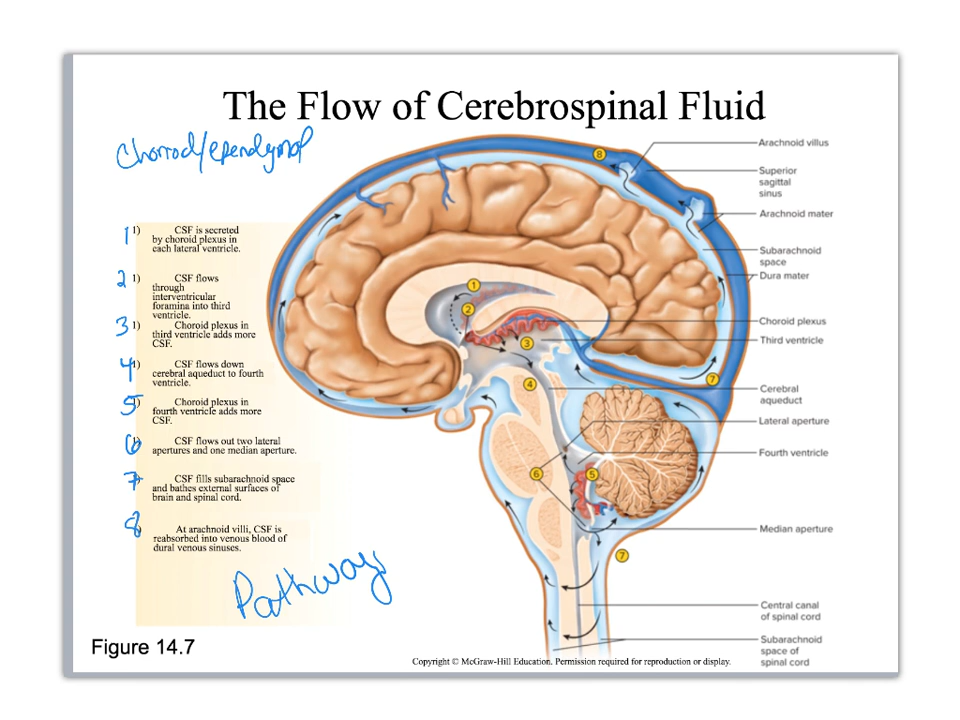 The Flow of Cerebrospinal Fluid
1 1) CSF is secreted
by choroid plexus in
each lateral ventricle.
2 1) CSF flows
through
interventricular
foramina into third
ventricle.
3 1) Choroid plexus in
third ventricle adds more
CSF.
4 1) CSF flows down
cerebral aqueduct to fourth
ventricle.
5 1) Choroid plexus in
fourth ventricle adds more
CSF.
6 CSF flows out two lateral
apertures and one median aperture.
7 CSF fills subarachnoid space
and bathes external surfaces of
brain and spinal cord.
8 At arachnoid villi, CSF is
reabsorbed into venous blood of
dural venous sinuses.
Pathway
Figure 14.7
8
1
2
3
4
7
6
5
7
Arachnoid villus
Superior
sagittal
sinus
Arachnoid mater
Subarachnoid
space
Dura mater
Choroid plexus
Third ventricle
Cerebral
aqueduct
Lateral aperture
Fourth ventricle
Median aperture
Central canal
of spinal cord
Subarachnoid
space of
spinal cord
Copyright © McGraw-Hill Education. Permission required for reproduction or display.